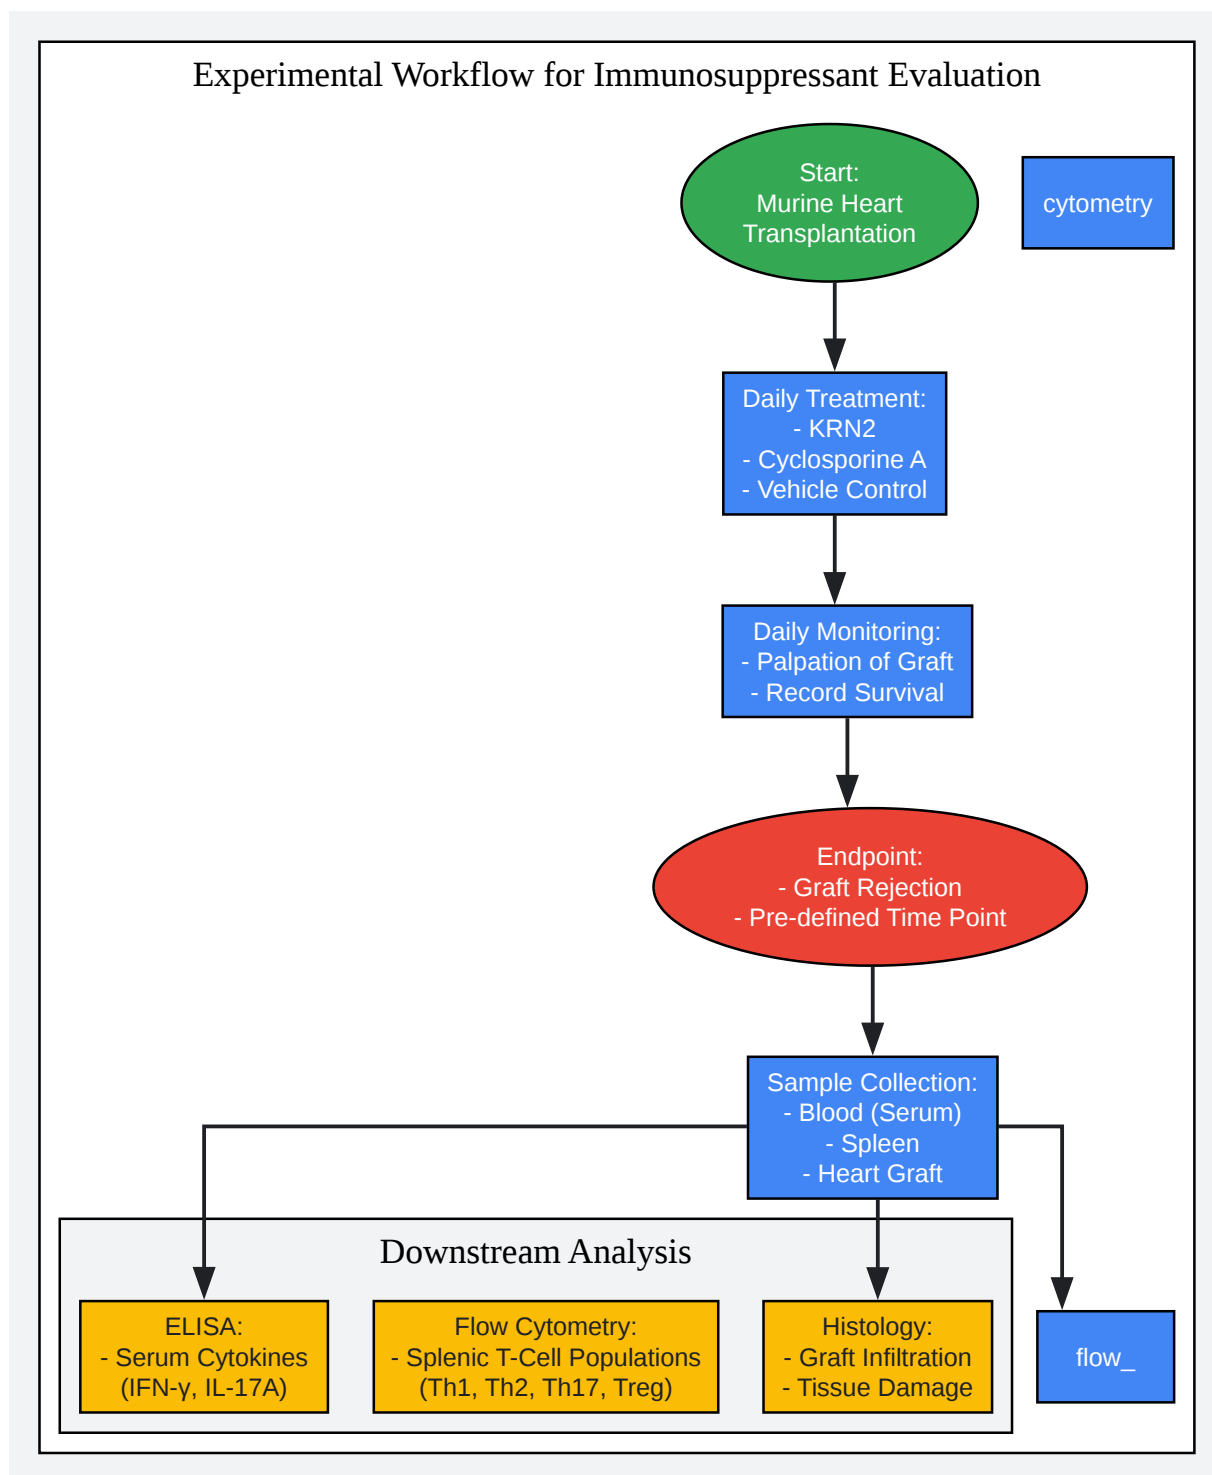 Experimental Workflow for Immunosuppressant Evaluation
Start:
Murine Heart
Transplantation
cytometry
Daily Treatment:
- KRN2
- Cyclosporine A
- Vehicle Control
Daily Monitoring:
- Palpation of Graft
- Record Survival
Endpoint:
- Graft Rejection
- Pre-defined Time Point
Sample Collection:
- Blood (Serum)
- Spleen
- Heart Graft
Downstream Analysis
ELISA:
- Serum Cytokines
(IFN-γ, IL-17A)
Flow Cytometry:
- Splenic T-Cell Populations
(Th1, Th2, Th17, Treg)
Histology:
- Graft Infiltration
- Tissue Damage
flow_